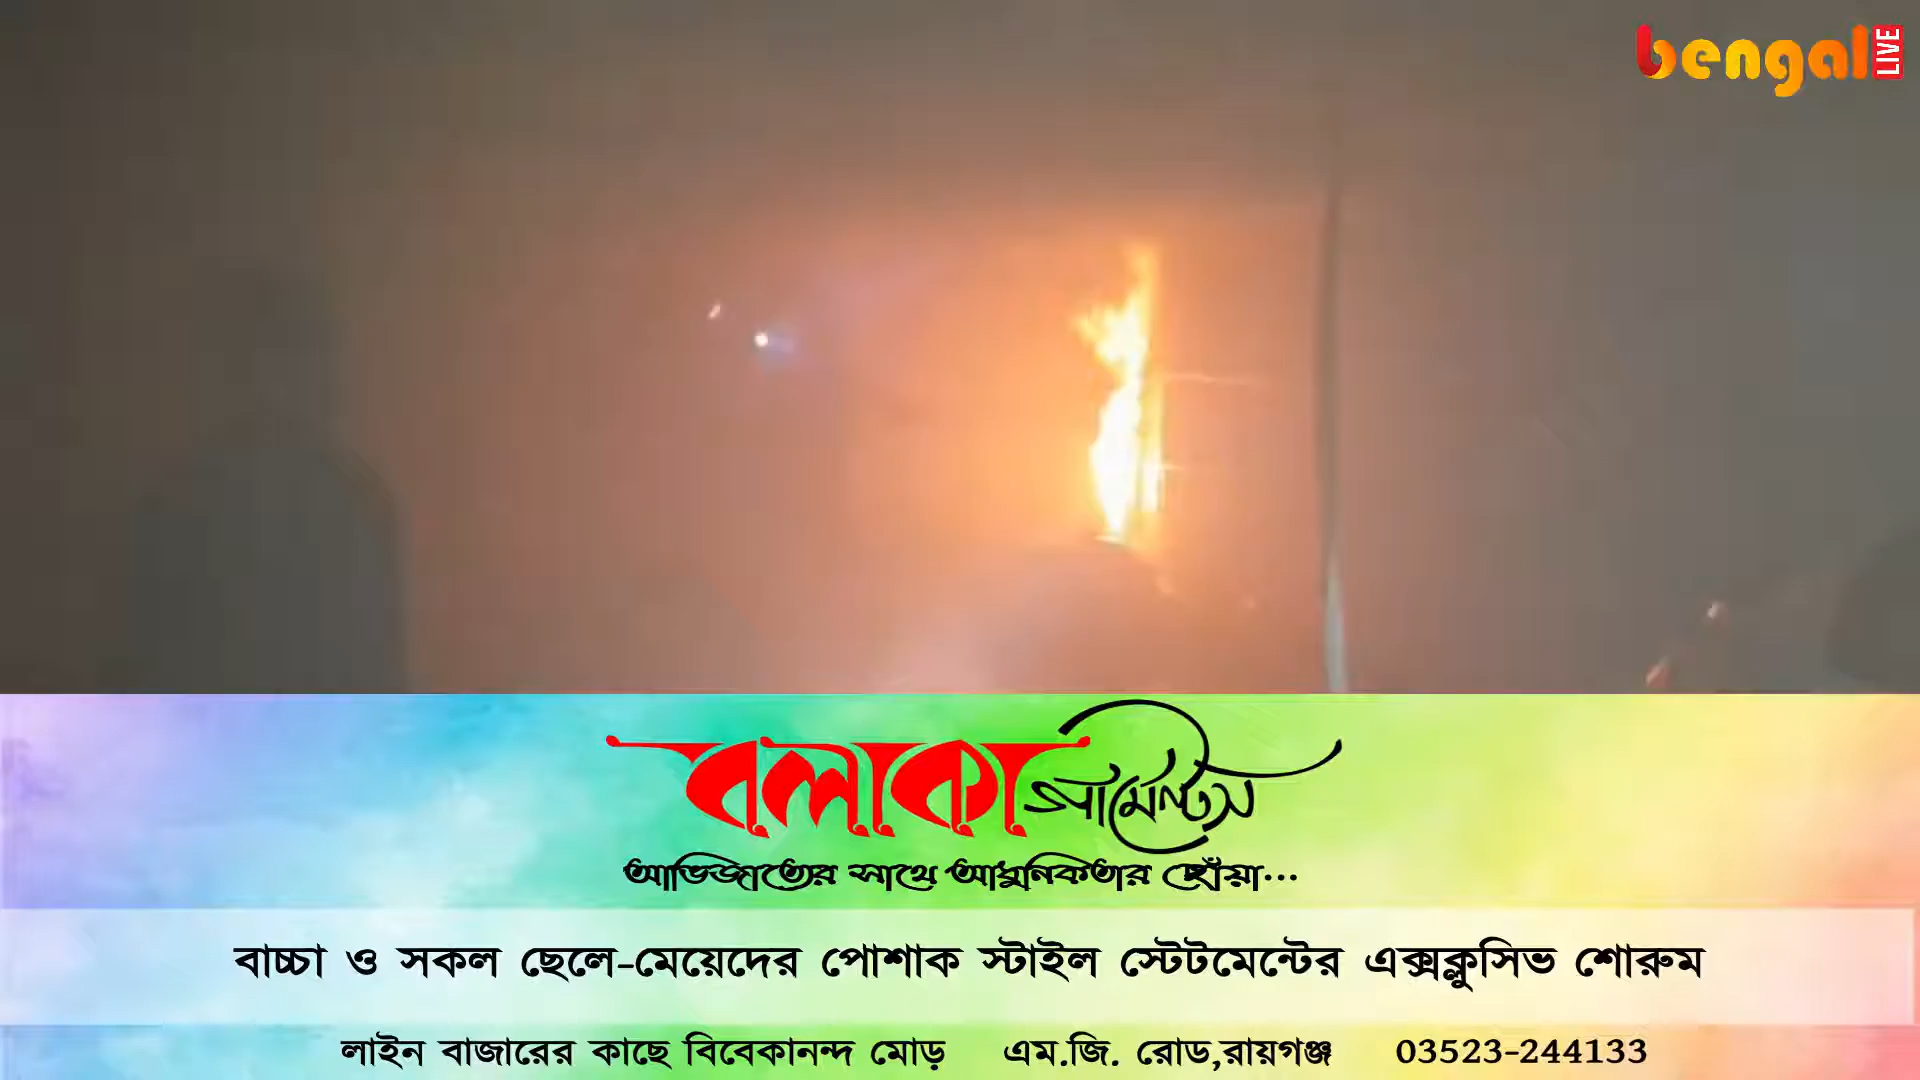 bengal LIVE
বলাকা গার্মেন্টস
আভিজাত্যের সাথে আধুনিকতার ছোঁয়া...
বাচ্চা ও সকল ছেলে-মেয়েদের পোশাক স্টাইল স্টেটমেন্টের এক্সক্লুসিভ শোরুম
লাইন বাজারের কাছে বিবেকানন্দ মোড় এম.জি. রোড,রায়গঞ্জ 03523-244133